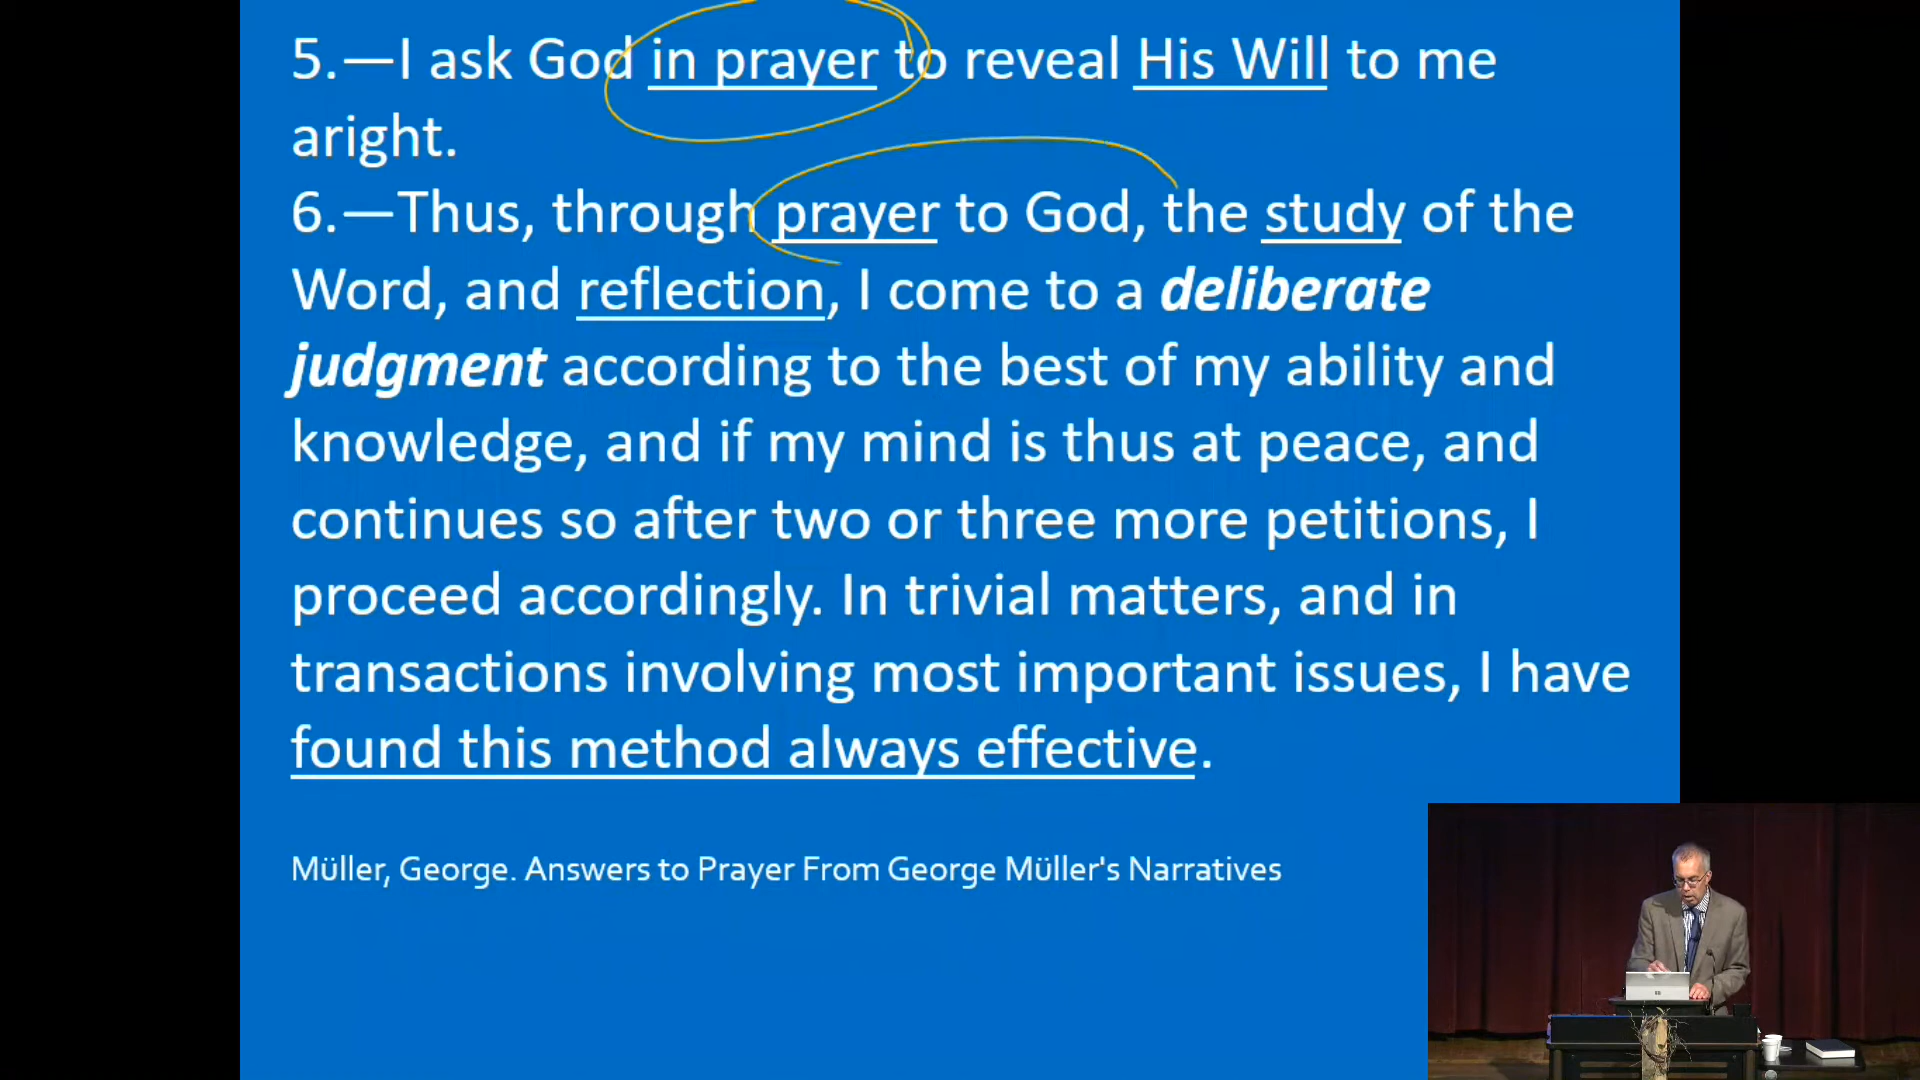 5.—I ask God in prayer to reveal His Will to me
aright.
6.—Thus, through prayer to God, the study of the
Word, and reflection, I come to a deliberate
judgment according to the best of my ability and
knowledge, and if my mind is thus at peace, and
continues so after two or three more petitions, I
proceed accordingly. In trivial matters, and in
transactions involving most important issues, I have
found this method always effective.
Müller, George. Answers to Prayer From George Müller's Narratives